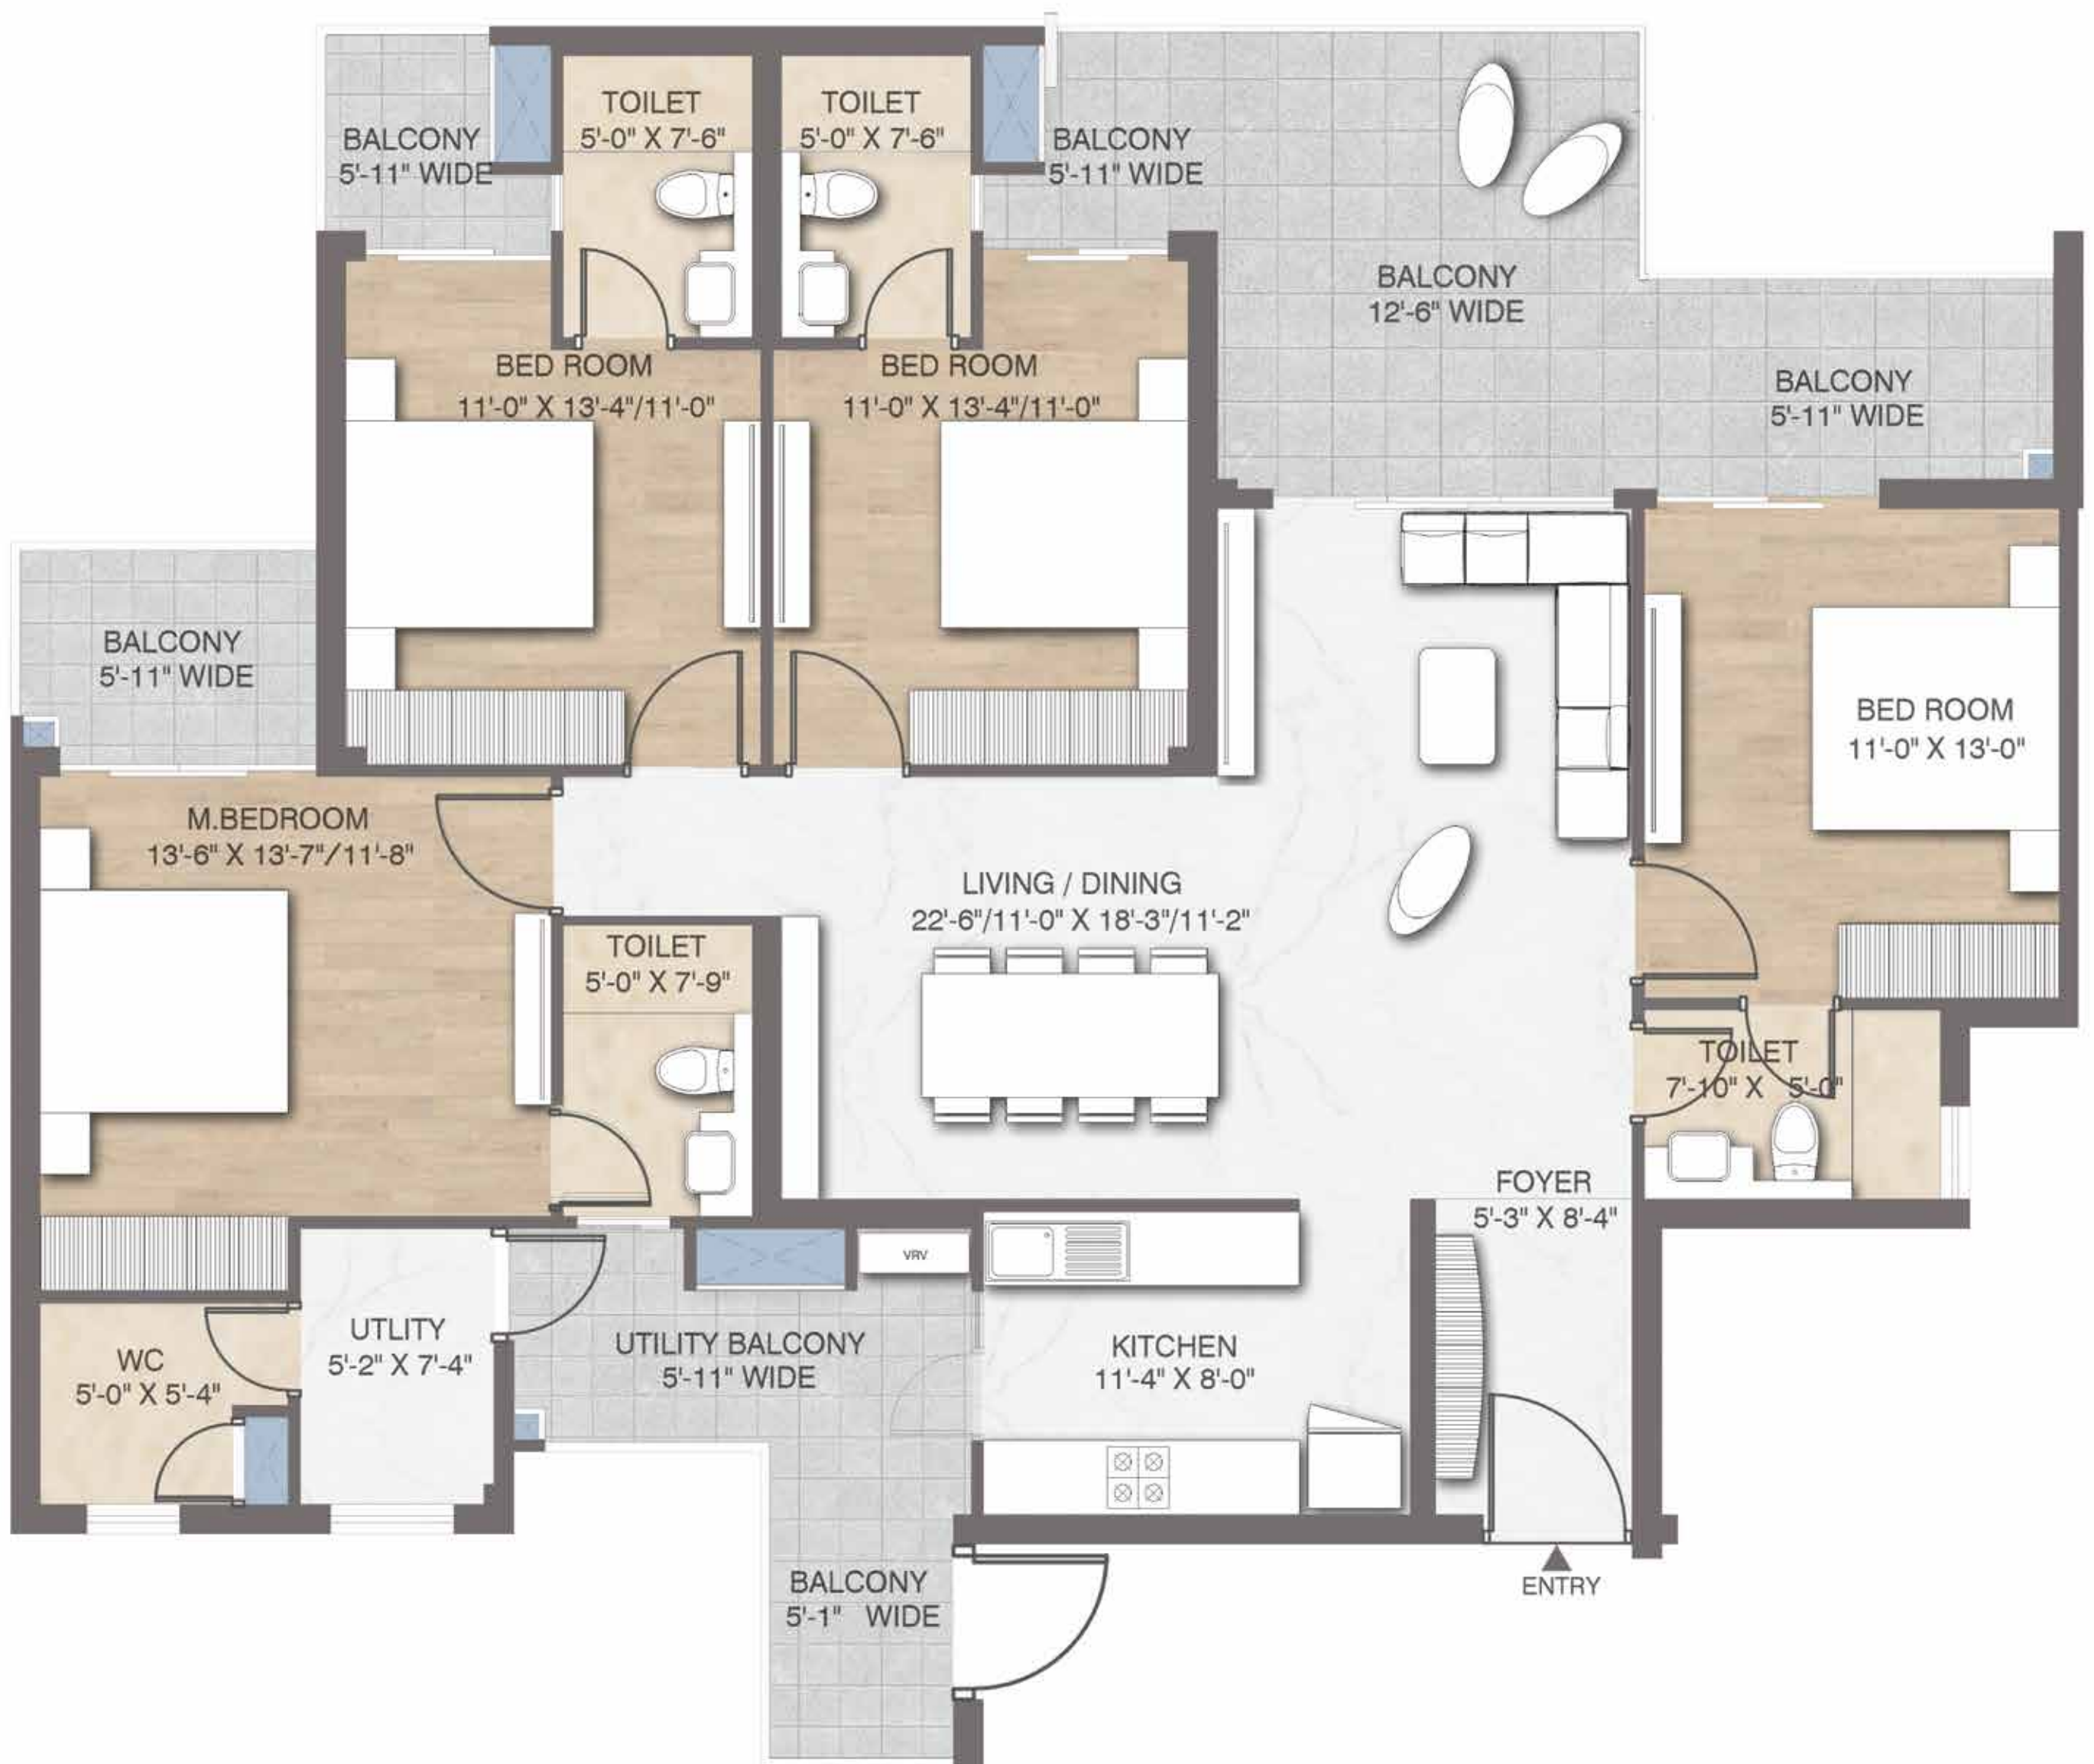 TOILET
5'-0" X 7'-6"
TOILET
5'-0" X 7'-6"
BALCONY
5'-11" WIDE
BALCONY
5'-11" WIDE
BALCONY
12'-6" WIDE
BED ROOM
11'-0" X 13'-4"/11'-0"
BED ROOM
11'-0" X 13'-4"/11'-0"
BALCONY
5'-11" WIDE
BALCONY
5'-11" WIDE
BED ROOM
11'-0" X 13'-0"
M.BEDROOM
13'-6" X 13'-7"/11'-8"
LIVING / DINING
22'-6"/11'-0" X 18'-3"/11'-2"
TOILET
5'-0" X 7'-9"
TOILET
7'-10" X 5'-0"
FOYER
5'-3" X 8'-4"
VRV
UTLITY
5'-2" X 7'-4"
UTILITY BALCONY
5'-11" WIDE
KITCHEN
11'-4" X 8'-0"
WC
5'-0" X 5'-4"
BALCONY
5'-1" WIDE
ENTRY